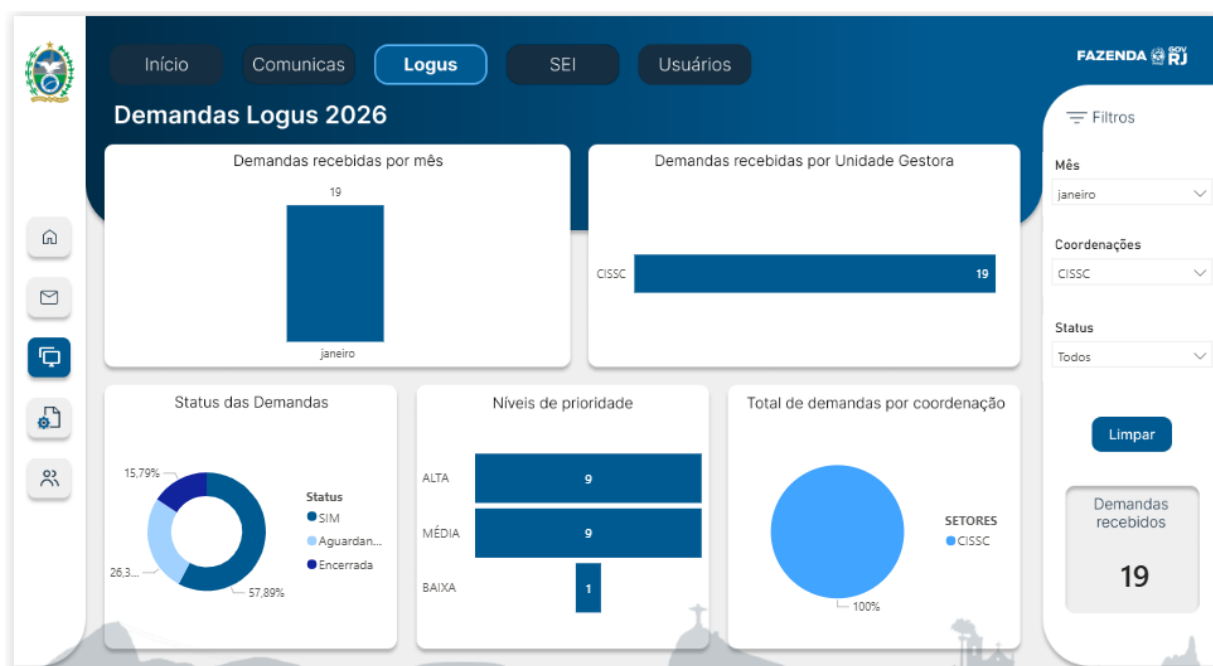 Início
Comunicas
Logus
SEI
Usuários
FAZENDA GOV RJ
Demandas Logus 2026
Filtros
Demandas recebidas por mês
19
janeiro
Demandas recebidas por Unidade Gestora
CISSC
19
Mês
janeiro
Coordenações
CISSC
Status
Todos
Limpar
Demandas
recebidos
19
Status das Demandas
15,79%
26,3...
57,89%
Status
SIM
Aguardan...
Encerrada
Níveis de prioridade
ALTA 9
MÉDIA 9
BAIXA 1
Total de demandas por coordenação
SETORES
CISSC
100%